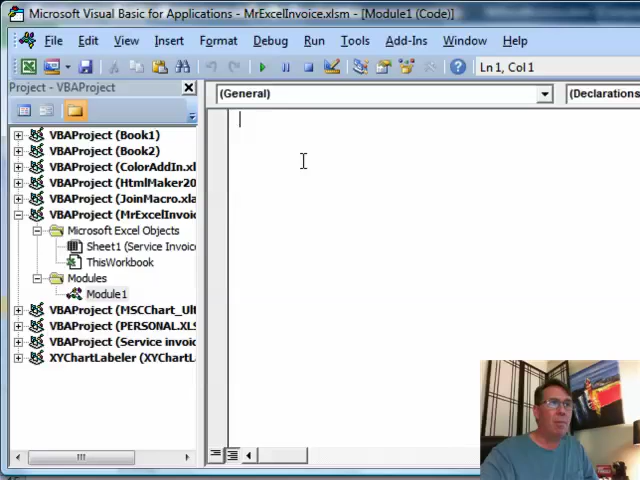 Microsoft Visual Basic for Applications - MrExcelInvoice.xlsm - [Module1 (Code)]
File Edit View Insert Format Debug Run Tools Add-Ins Window Help
Ln 1, Col 1
Project - VBAProject
(General)
(Declarations
VBAProject (Book1)
VBAProject (Book2)
VBAProject (ColorAddIn.xl
VBAProject (HtmlMaker20
VBAProject (JoinMacro.xla
VBAProject (MrExcelInvoic
Microsoft Excel Objects
Sheet1 (Service Invoic
ThisWorkbook
Modules
Module1
VBAProject (MSCChart_Ult
VBAProject (PERSONAL.XLS
VBAProject (Service invoic
XYChartLabeler (XYChartL